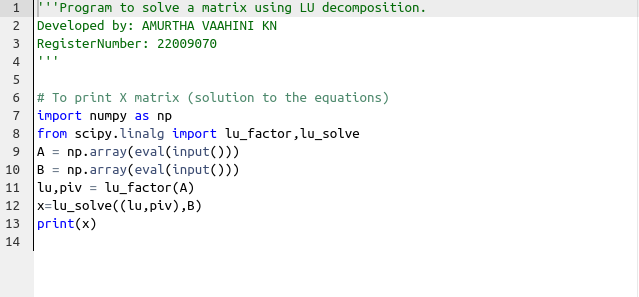 1 '''Program to solve a matrix using LU decomposition.
2 Developed by: AMURTHA VAAHINI KN
3 RegisterNumber: 22009070
4 '''
5
6 # To print X matrix (solution to the equations)
7 import numpy as np
8 from scipy.linalg import lu_factor,lu_solve
9 A = np.array(eval(input()))
10 B = np.array(eval(input()))
11 lu,piv = lu_factor(A)
12 x=lu_solve((lu,piv),B)
13 print(x)
14